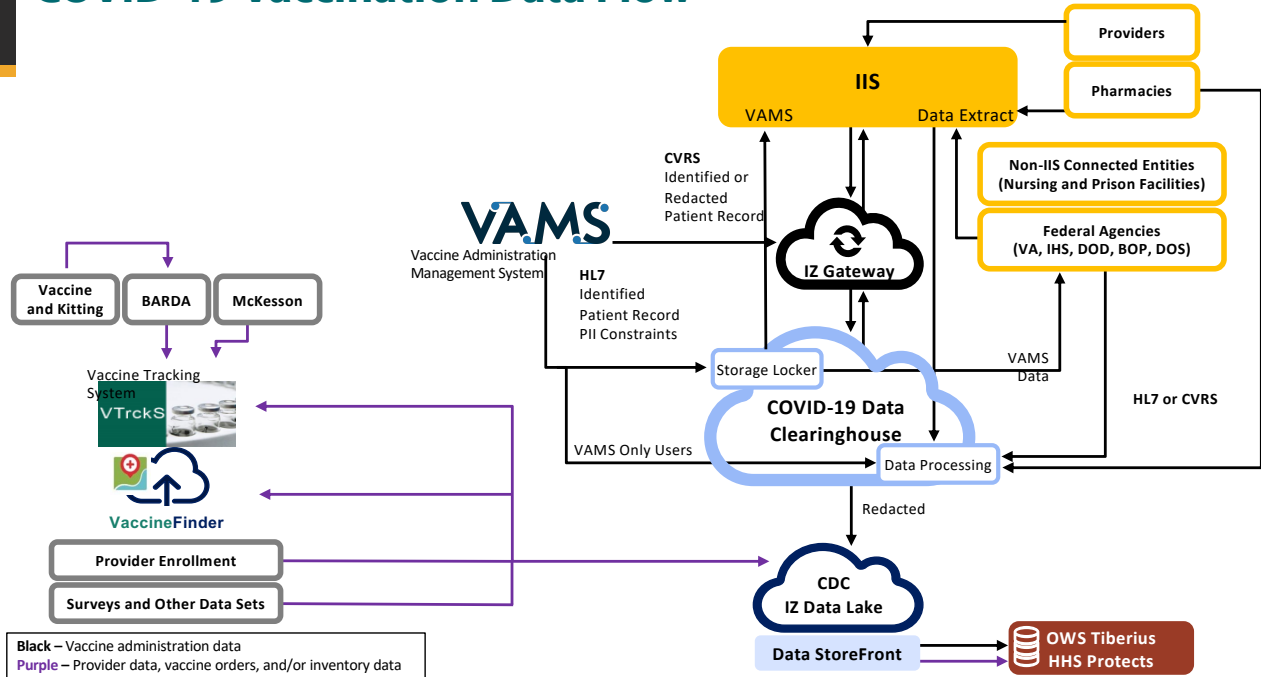 COVID-19 Vaccination Data Flow
Providers
IIS
Pharmacies
VAMS
Data Extract
CVRS
Identified or
Redacted
Patient Record
Non-IIS Connected Entities
(Nursing and Prison Facilities)
VAMS
Vaccine Administration
Management System
Federal Agencies
(VA, IHS, DOD, BOP, DOS)
IZ Gateway
HL7
Identified
Patient Record
PII Constraints
Vaccine
and Kitting
BARDA
McKesson
Storage Locker
VAMS
Data
Vaccine Tracking
System
VTrckS
HL7 or CVRS
COVID-19 Data
Clearinghouse
VAMS Only Users
Data Processing
VaccineFinder
Redacted
Provider Enrollment
Surveys and Other Data Sets
CDC
IZ Data Lake
Black – Vaccine administration data
Purple – Provider data, vaccine orders, and/or inventory data
Data StoreFront
OWS Tiberius
HHS Protects